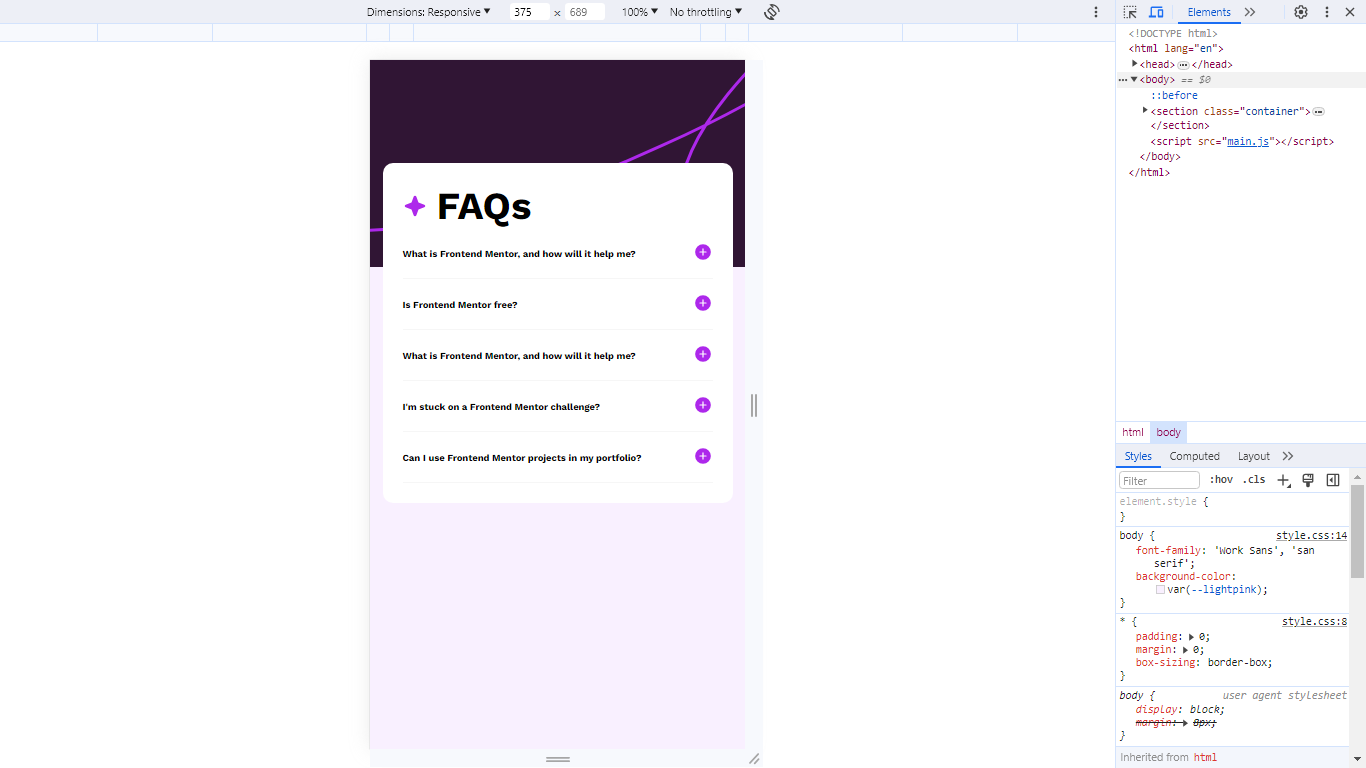 Dimensions: Responsive ▼ 375 × 689 100% ▼ No throttling ▼
Elements
<!DOCTYPE html>
<html lang="en">
▶ <head> ⋯ </head>
⋯ ▼ <body> == $0
::before
▶ <section class="container"> ⋯
</section>
<script src="main.js"></script>
</body>
</html>
FAQs
What is Frontend Mentor, and how will it help me?
Is Frontend Mentor free?
What is Frontend Mentor, and how will it help me?
I'm stuck on a Frontend Mentor challenge?
Can I use Frontend Mentor projects in my portfolio?
html body
Styles Computed Layout
Filter :hov .cls
element.style {
}
body { style.css:14
font-family: 'Work Sans', 'san
serif';
background-color:
var(--lightpink);
}
* { style.css:8
padding: ▶ 0;
margin: ▶ 0;
box-sizing: border-box;
}
body { user agent stylesheet
display: block;
margin: ▶ 8px;
}
Inherited from html